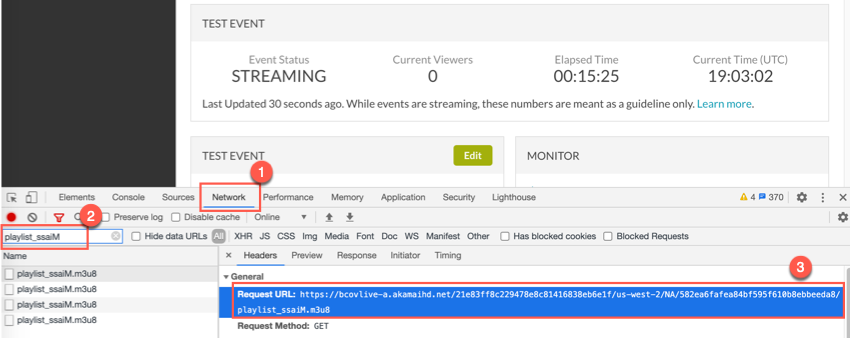 TEST EVENT
Event Status
STREAMING
Current Viewers
0
Elapsed Time
00:15:25
Current Time (UTC)
19:03:02
Last Updated 30 seconds ago. While events are streaming, these numbers are meant as a guideline only. Learn more.
TEST EVENT
Edit
MONITOR
1
Elements Console Sources Network Performance Memory Application Security Lighthouse 4 370
2
Preserve log Disable cache Online
playlist_ssaiM Hide data URLs All XHR JS CSS Img Media Font Doc WS Manifest Other Has blocked cookies Blocked Requests
Name
playlist_ssaiM.m3u8
playlist_ssaiM.m3u8
playlist_ssaiM.m3u8
playlist_ssaiM.m3u8
Headers Preview Response Initiator Timing
3
General
Request URL: https://bcovlive-a.akamaihd.net/21e83ff8c229478e8c81416838eb6e1f/us-west-2/NA/582ea6fafea84bf595f610b8ebbeeda8/
playlist_ssaiM.m3u8
Request Method: GET